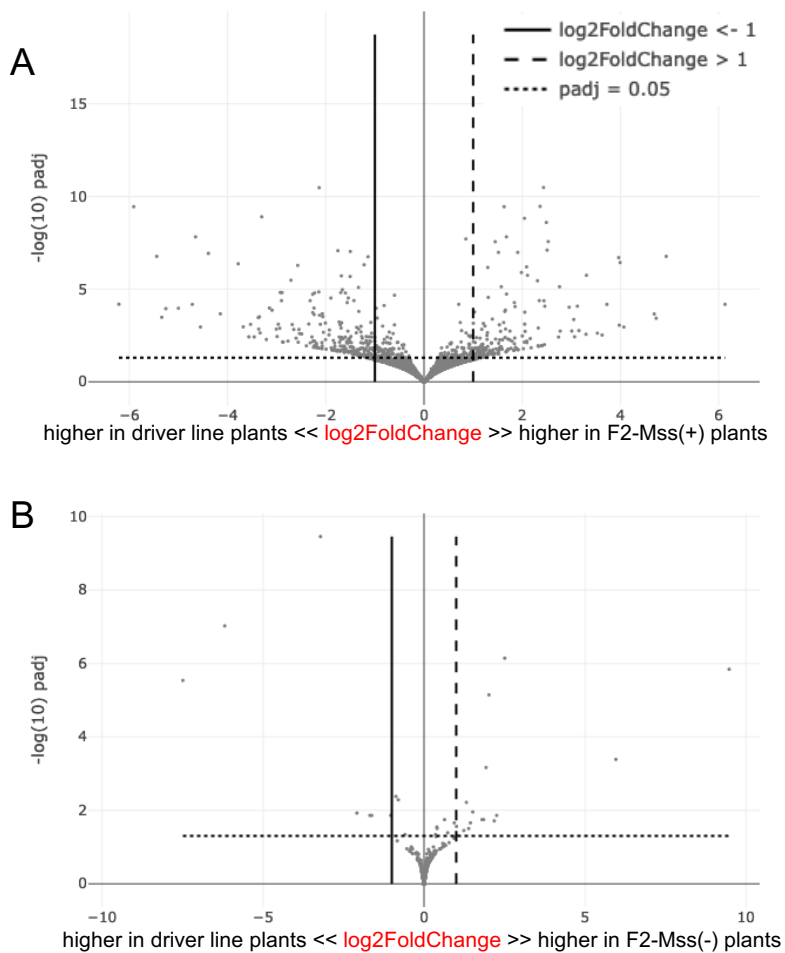 A
log2FoldChange <- 1
log2FoldChange > 1
padj = 0.05
15
10
5
0
-log(10) padj
−6
−4
−2
0
2
4
6
higher in driver line plants << log2FoldChange >> higher in F2-Mss(+) plants
B
10
8
6
4
2
0
-log(10) padj
−10
−5
0
5
10
higher in driver line plants << log2FoldChange >> higher in F2-Mss(-) plants